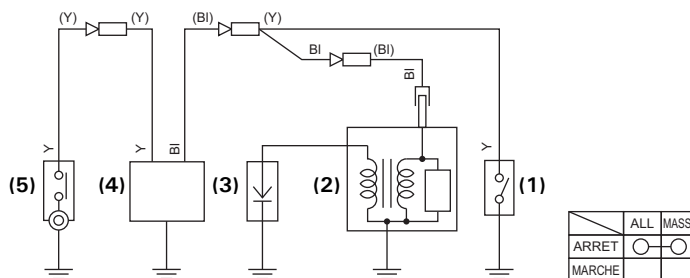 (Y) (Y) (Bl) (Y)
Bl (Bl)
Bl
Y Y Bl Y
(5) (4) (3) (2) (1)
ALL MASS
ARRET
MARCHE